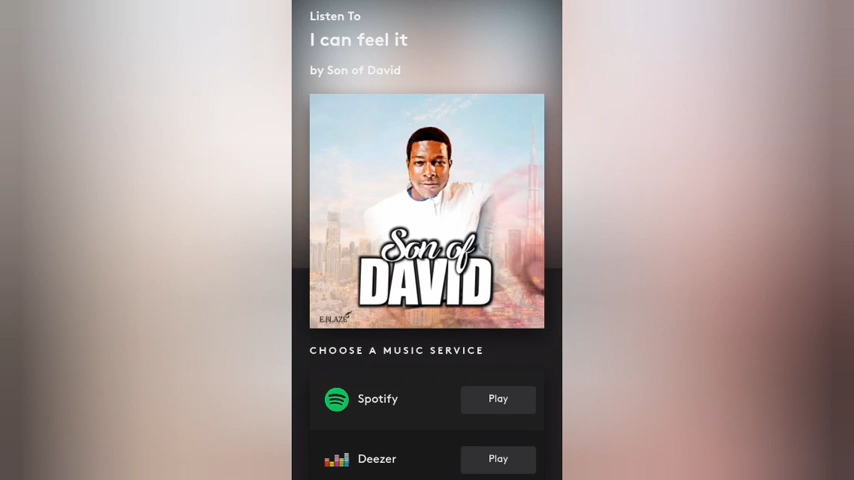 Listen To
I can feel it
by Son of David
Son of
DAVID
E.BLAZE
CHOOSE A MUSIC SERVICE
Spotify
Play
Deezer
Play